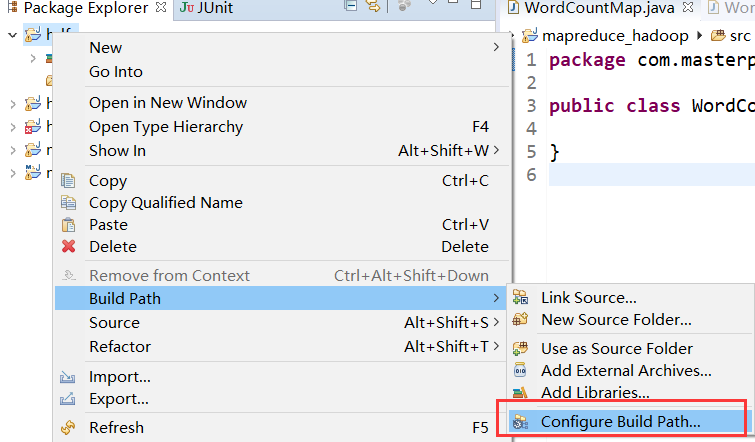 Package Explorer JUnit
New
Go Into
Open in New Window
Open Type Hierarchy F4
Show In Alt+Shift+W
Copy Ctrl+C
Copy Qualified Name
Paste Ctrl+V
Delete Delete
Remove from Context Ctrl+Alt+Shift+Down
Build Path
Source Alt+Shift+S
Refactor Alt+Shift+T
Import...
Export...
Refresh F5
Link Source...
New Source Folder...
Use as Source Folder
Add External Archives...
Add Libraries...
Configure Build Path...
WordCountMap.java
mapreduce_hadoop src
1 package com.masterp
2
3 public class WordCo
4
5 }
6